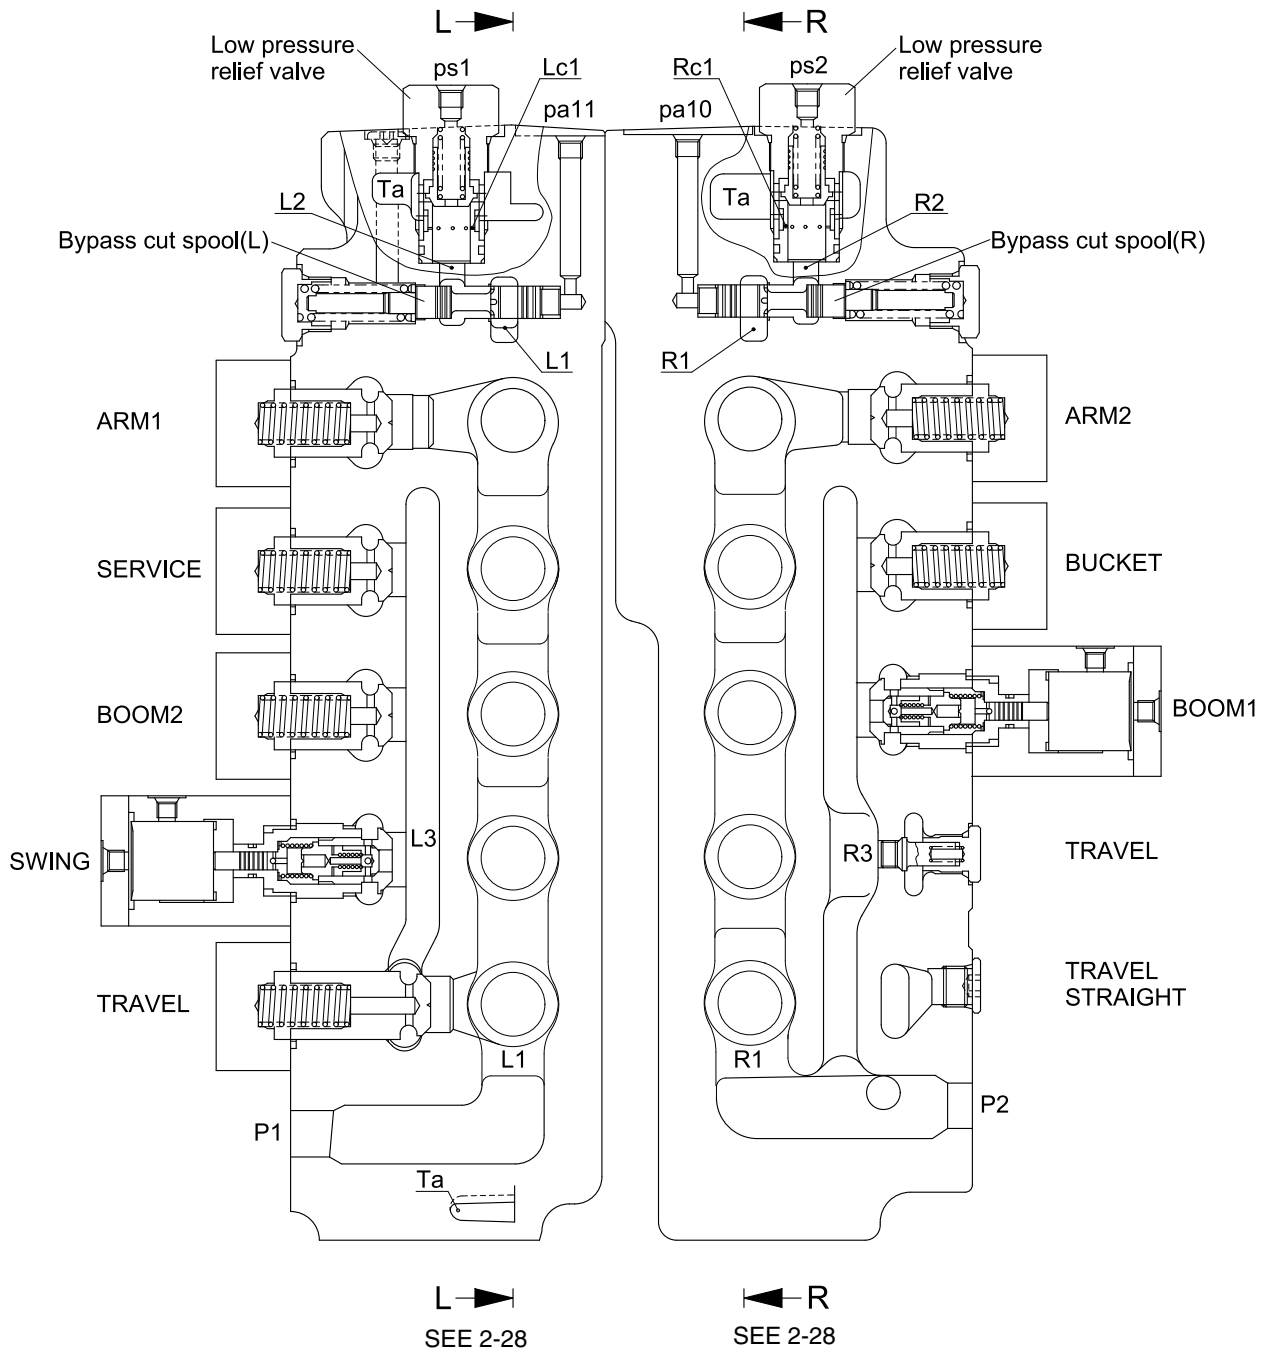 L
R
Low pressure
relief valve
ps1
Lc1
Rc1
ps2
Low pressure
relief valve
pa11
pa10
Ta
Ta
L2
R2
Bypass cut spool(L)
Bypass cut spool(R)
L1
R1
ARM1
ARM2
SERVICE
BUCKET
BOOM2
BOOM1
L3
R3
SWING
TRAVEL
TRAVEL
TRAVEL
STRAIGHT
L1
R1
P1
P2
Ta
L
R
SEE 2-28
SEE 2-28